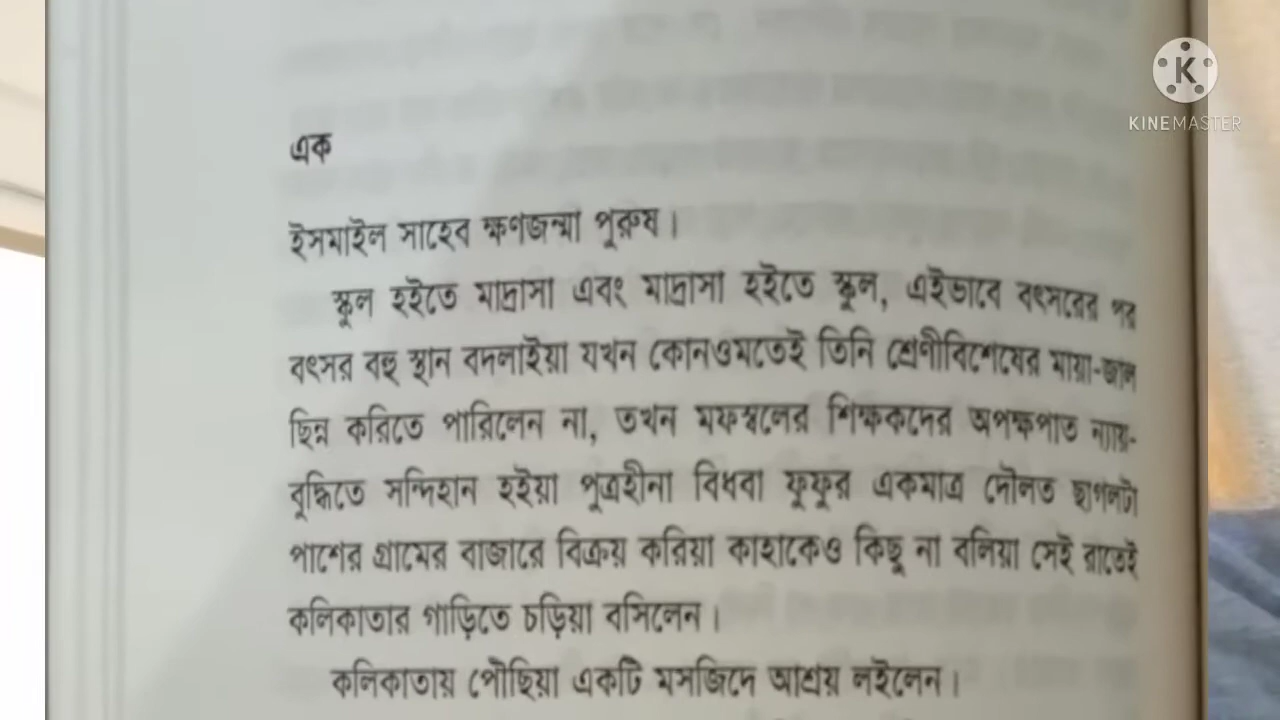 এক
ইসমাইল সাহেব ক্ষণজন্মা পুরুষ।
স্কুল হইতে মাদ্রাসা এবং মাদ্রাসা হইতে স্কুল, এইভাবে বৎসরের পর
বৎসর বহু স্থান বদলাইয়া যখন কোনওমতেই তিনি শ্রেণীবিশেষের মায়া-জাল
ছিন্ন করিতে পারিলেন না, তখন মফস্বলের শিক্ষকদের অপক্ষপাত ন্যায়-
বুদ্ধিতে সন্দিহান হইয়া পুত্রহীনা বিধবা ফুফুর একমাত্র দৌলত ছাগলটা
পাশের গ্রামের বাজারে বিক্রয় করিয়া কাহাকেও কিছু না বলিয়া সেই রাতেই
কলিকাতার গাড়িতে চড়িয়া বসিলেন।
কলিকাতায় পৌছিয়া একটি মসজিদে আশ্রয় লইলেন।
K
KINEMASTER